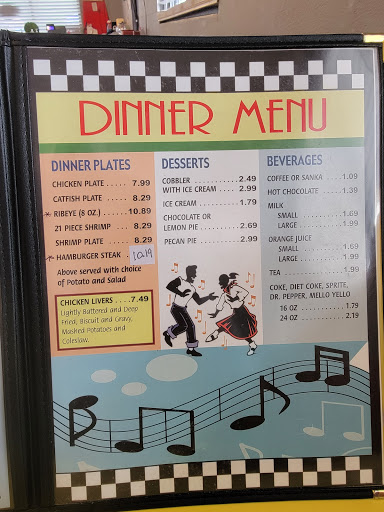 DINNER MENU
DINNER PLATES
CHICKEN PLATE ...... 7.99
CATFISH PLATE ...... 8.29
* RIBEYE (8 OZ.) ..... 10.89
21 PIECE SHRIMP .... 8.29
SHRIMP PLATE ....... 8.29
* HAMBURGER STEAK . 10.19
Above served with choice
of Potato and Salad
CHICKEN LIVERS .... 7.49
Lightly Battered and Deep
Fried, Biscuit and Gravy,
Mashed Potatoes and
Coleslaw.
DESSERTS
COBBLER ............ 2.49
WITH ICE CREAM .... 2.99
ICE CREAM .......... 1.79
CHOCOLATE OR
LEMON PIE .......... 2.69
PECAN PIE .......... 2.99
BEVERAGES
COFFEE OR SANKA .... 1.09
HOT CHOCOLATE ..... 1.39
MILK
SMALL ............ 1.69
LARGE ............ 1.99
ORANGE JUICE
SMALL ............ 1.69
LARGE ............ 1.99
TEA ................ 1.99
COKE, DIET COKE, SPRITE,
DR. PEPPER, MELLO YELLO
16 OZ ............ 1.79
24 OZ ............ 2.19